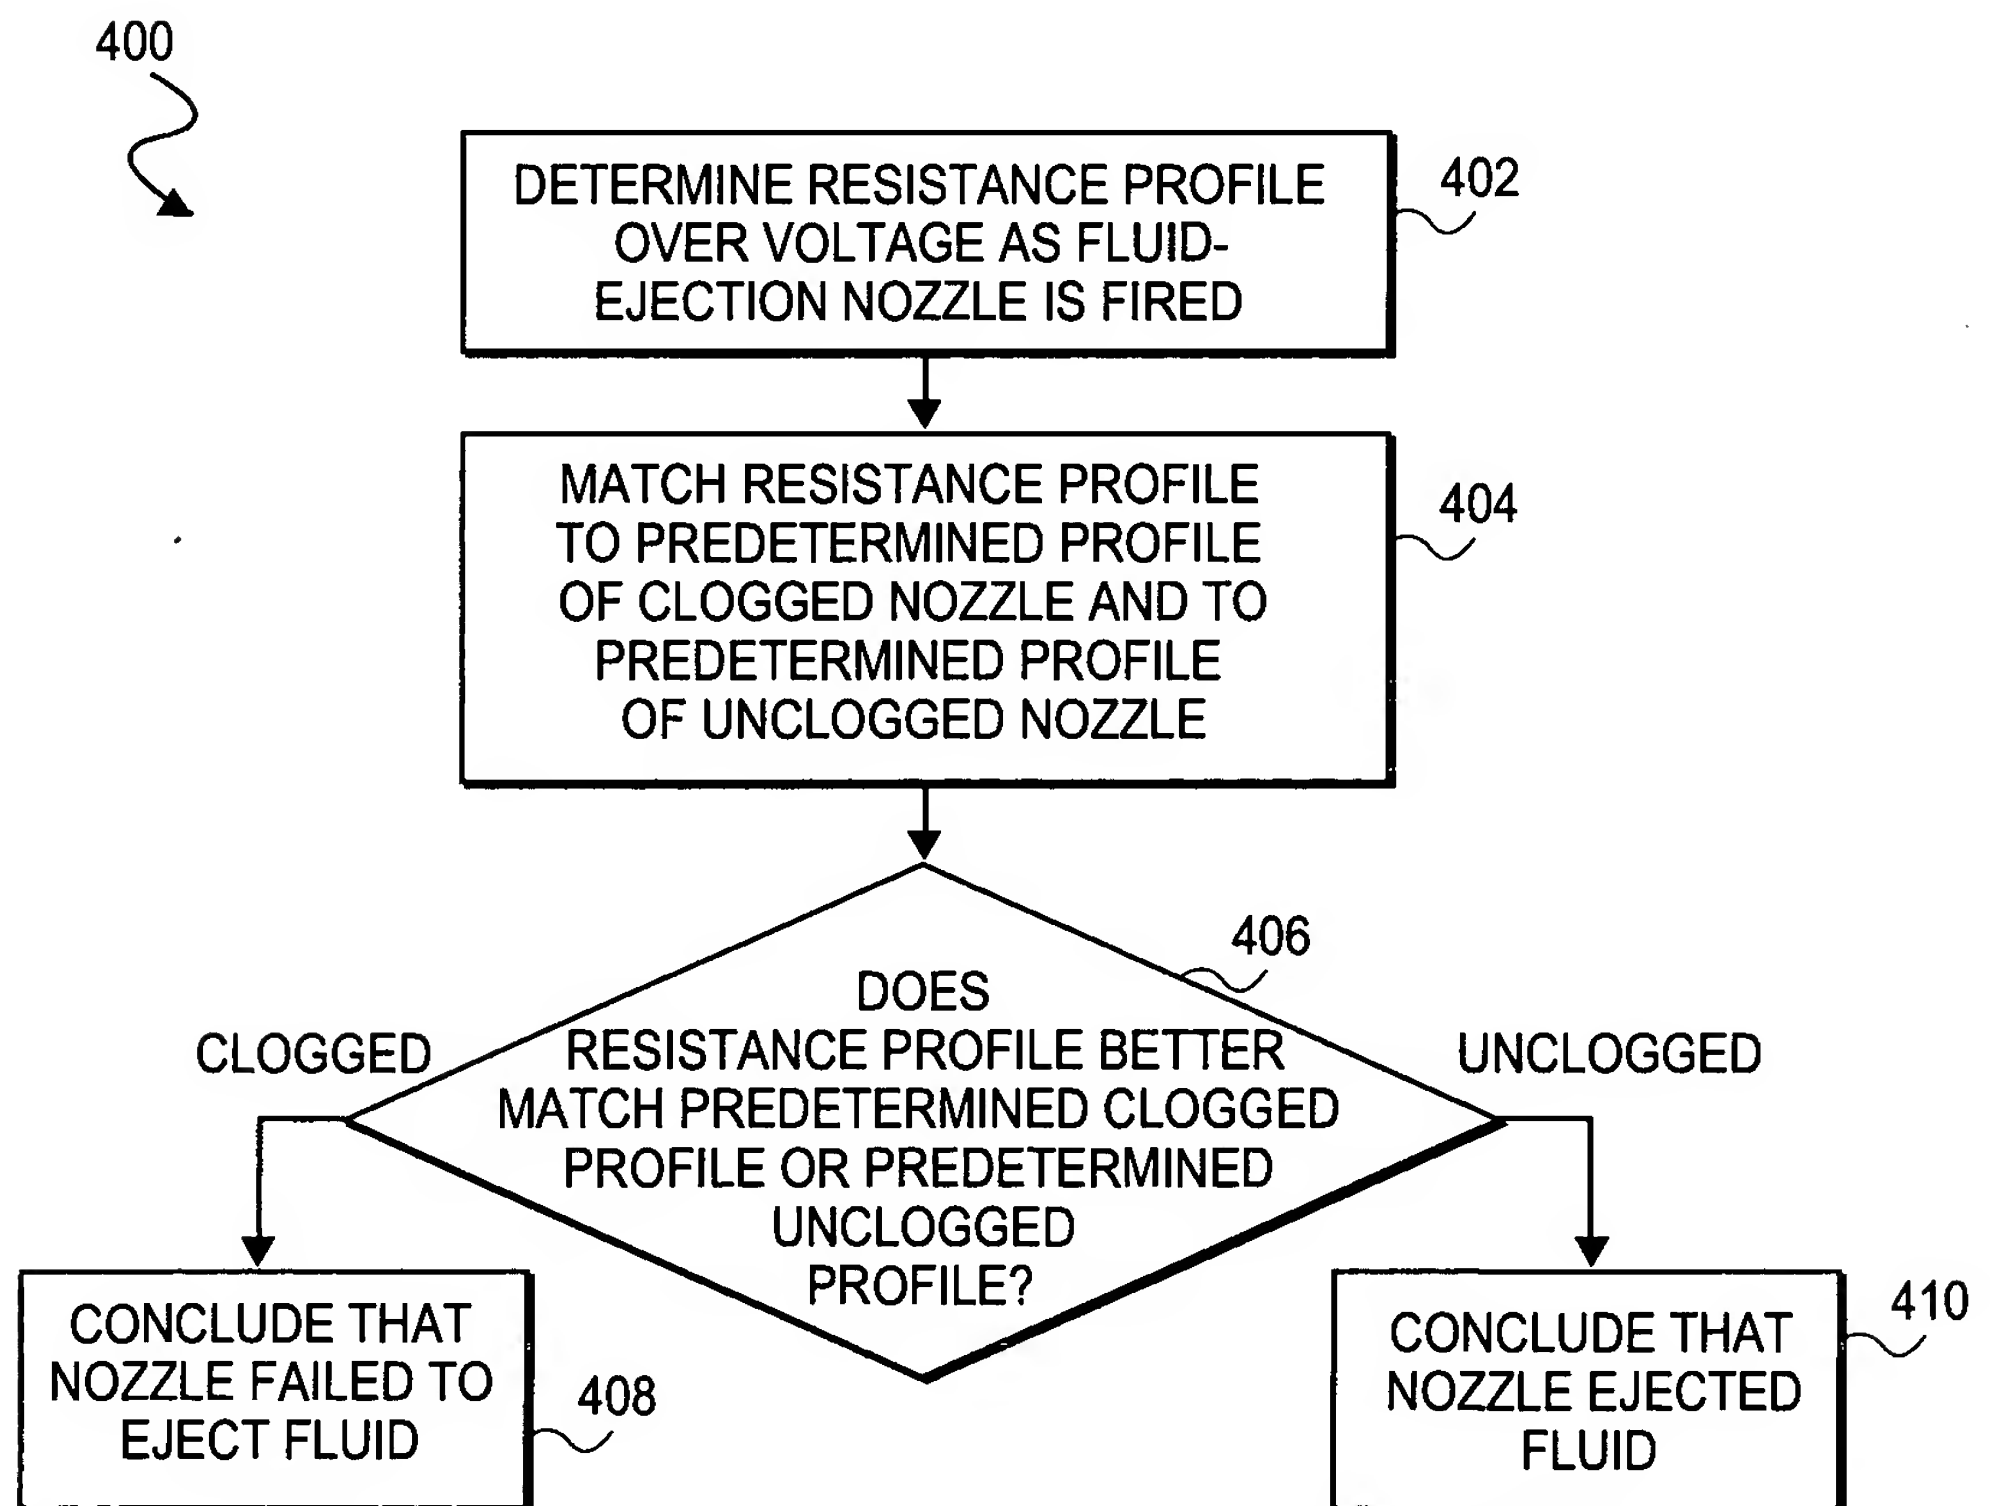 400
DETERMINE RESISTANCE PROFILE
OVER VOLTAGE AS FLUID-
EJECTION NOZZLE IS FIRED
402
MATCH RESISTANCE PROFILE
TO PREDETERMINED PROFILE
OF CLOGGED NOZZLE AND TO
PREDETERMINED PROFILE
OF UNCLOGGED NOZZLE
404
406
DOES
RESISTANCE PROFILE BETTER
MATCH PREDETERMINED CLOGGED
PROFILE OR PREDETERMINED
UNCLOGGED
PROFILE?
CLOGGED
UNCLOGGED
CONCLUDE THAT
NOZZLE FAILED TO
EJECT FLUID
408
CONCLUDE THAT
NOZZLE EJECTED
FLUID
410